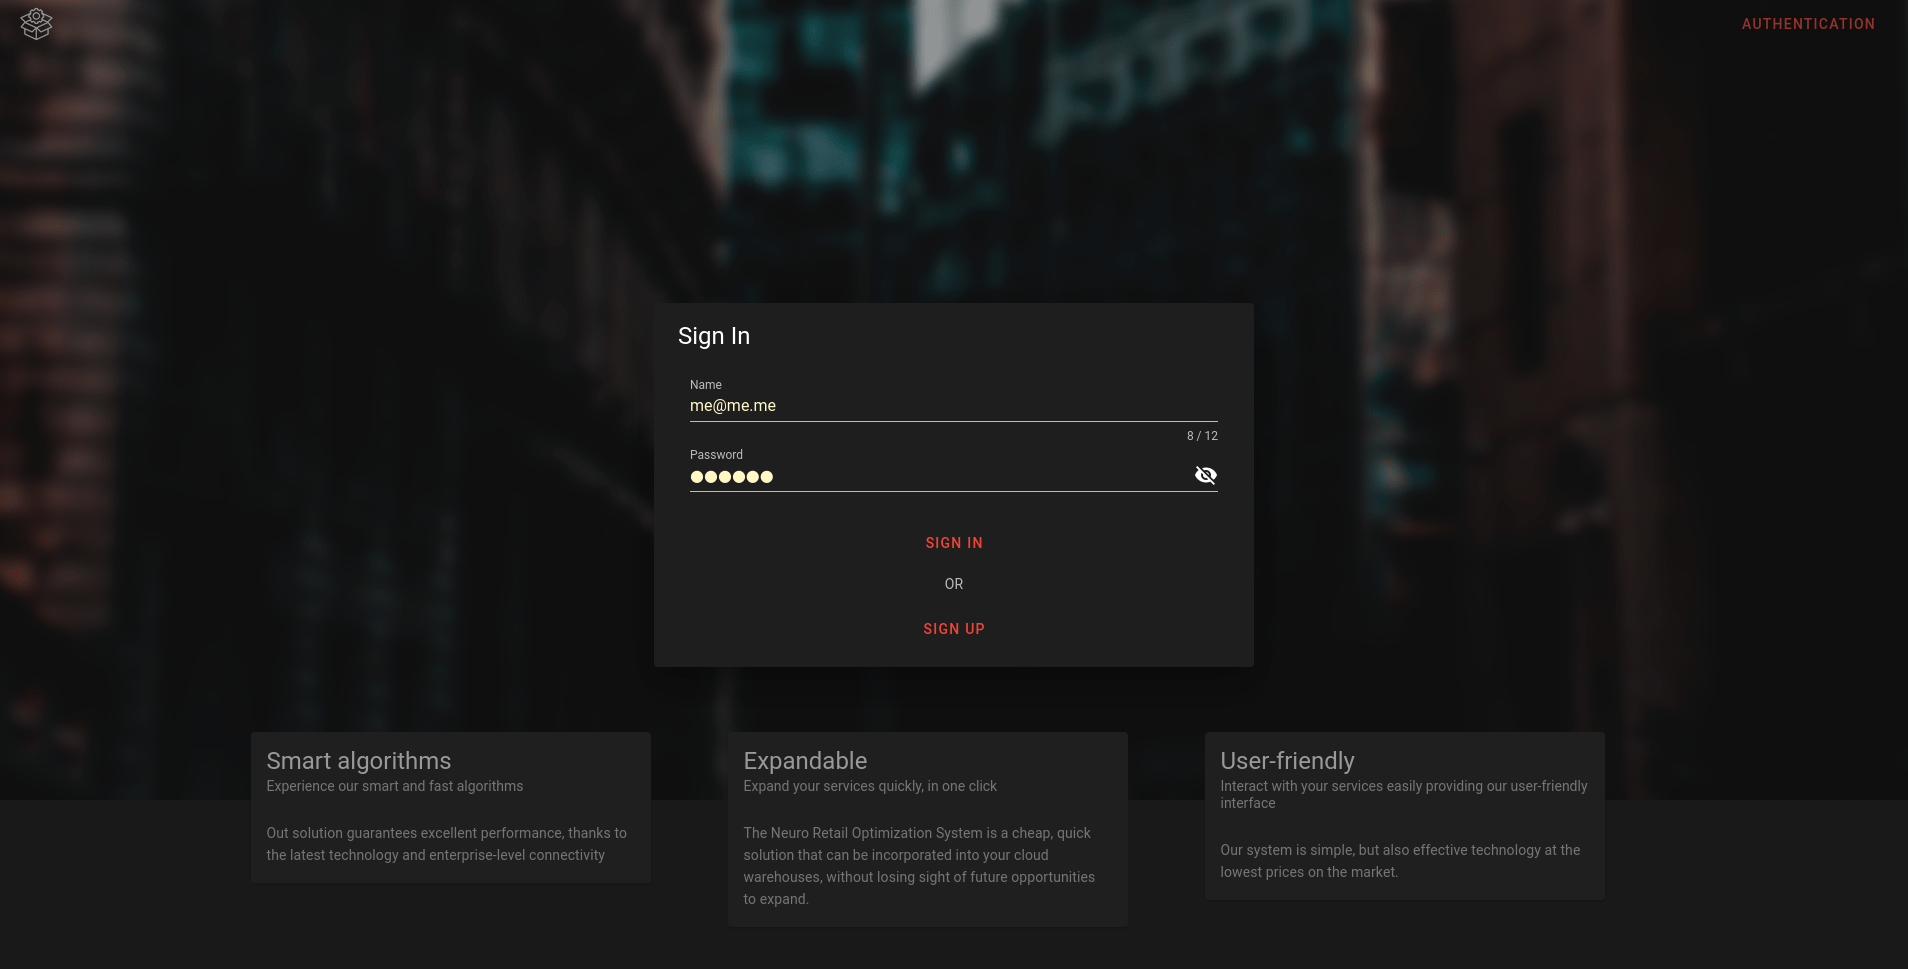 AUTHENTICATION
Sign In
Name
me@me.me
8 / 12
Password
●●●●●●
SIGN IN
OR
SIGN UP
Smart algorithms
Experience our smart and fast algorithms
Out solution guarantees excellent performance, thanks to
the latest technology and enterprise-level connectivity
Expandable
Expand your services quickly, in one click
The Neuro Retail Optimization System is a cheap, quick
solution that can be incorporated into your cloud
warehouses, without losing sight of future opportunities
to expand.
User-friendly
Interact with your services easily providing our user-friendly
interface
Our system is simple, but also effective technology at the
lowest prices on the market.